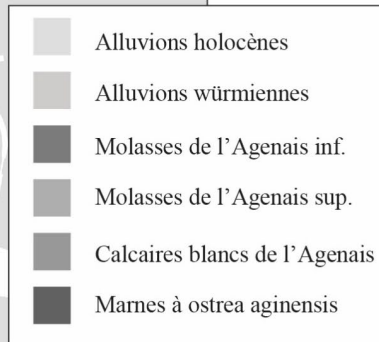 Alluvions holocènes
Alluvions würmiennes
Molasses de l’Agenais inf.
Molasses de l’Agenais sup.
Calcaires blancs de l’Agenais
Marnes à ostrea aginensis